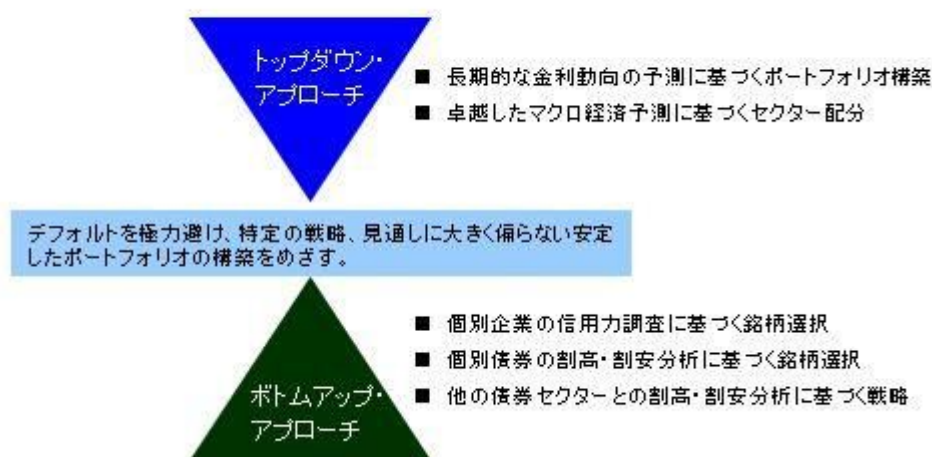 トップダウン・
アプローチ
■ 長期的な金利動向の予測に基づくポートフォリオ構築
■ 卓越したマクロ経済予測に基づくセクター配分
デフォルトを極力避け、特定の戦略、見通しに大きく偏らない安定
したポートフォリオの構築をめざす。
■ 個別企業の信用力調査に基づく銘柄選択
■ 個別債券の割高・割安分析に基づく銘柄選択
■ 他の債券セクターとの割高・割安分析に基づく戦略
ボトムアップ・
アプローチ